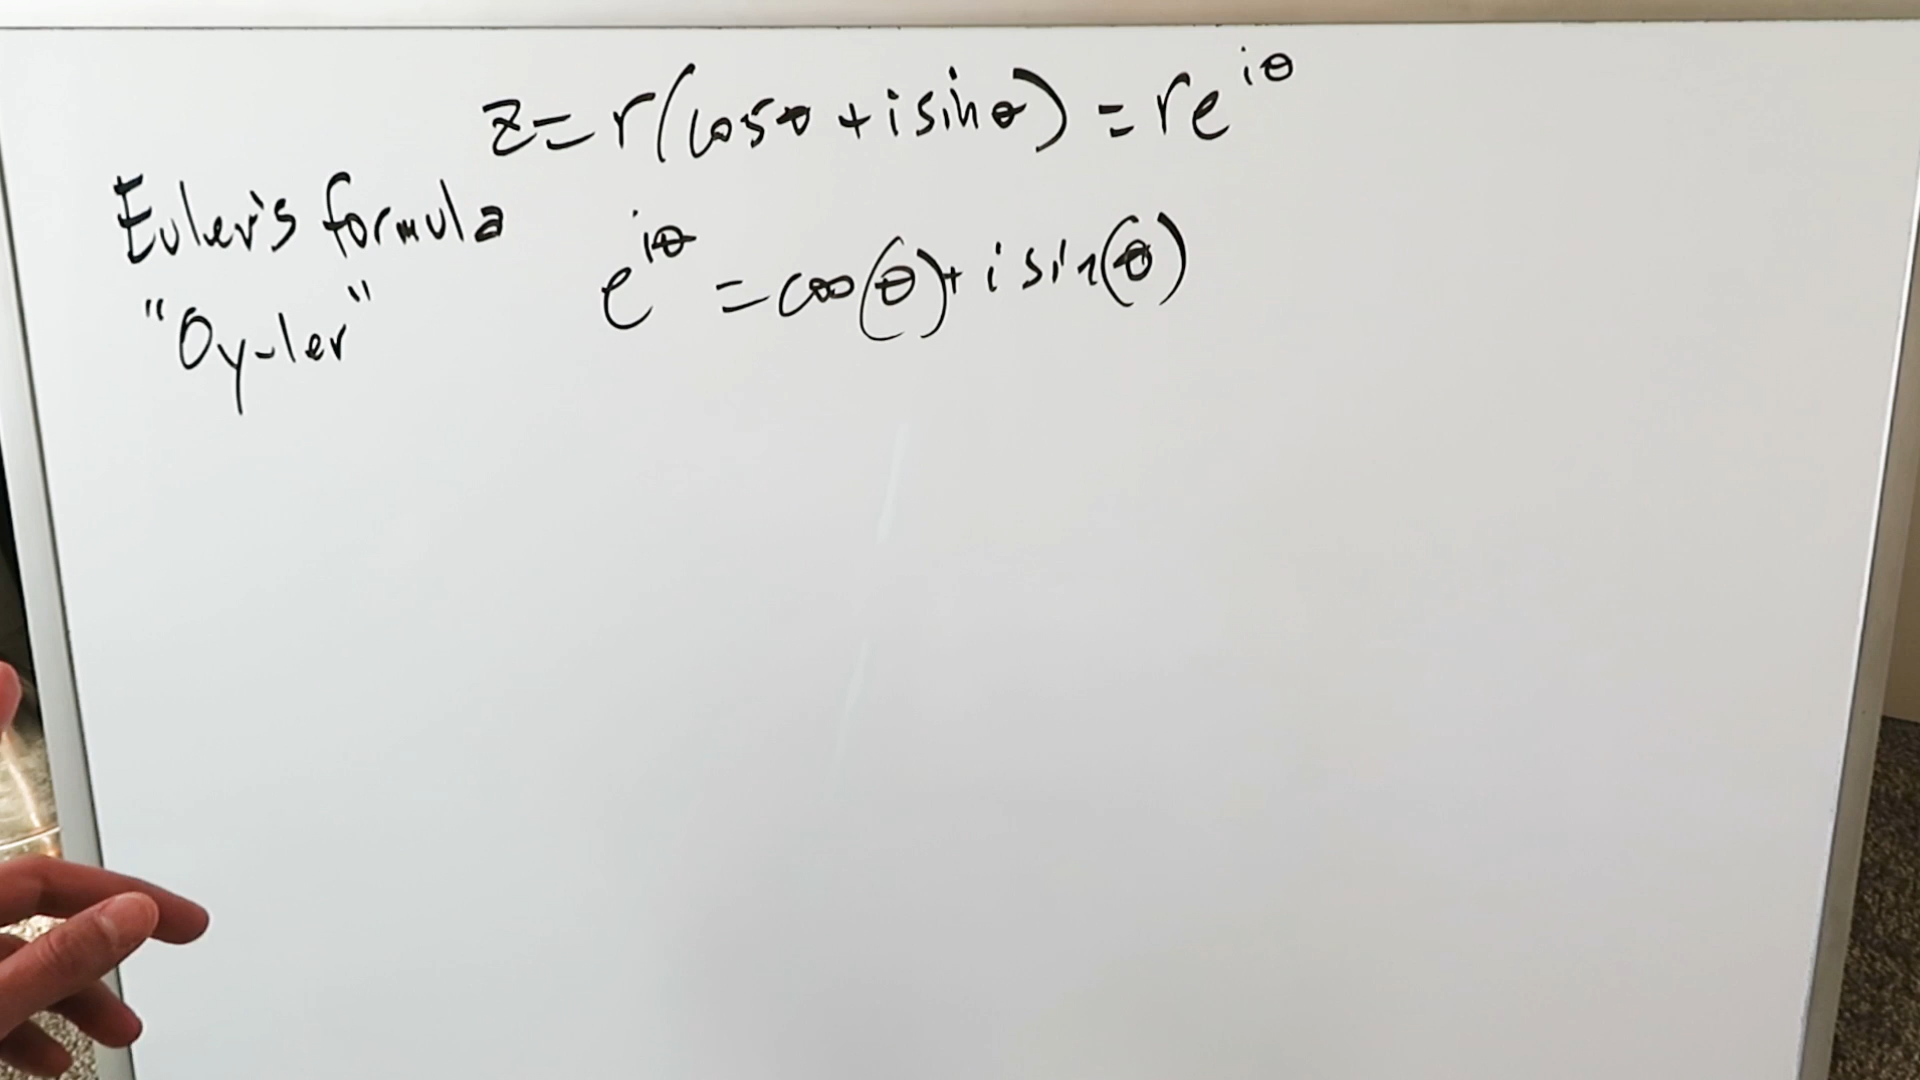 z = r(cosθ + i sinθ) = re^{iθ}
Euler's formula
e^{iθ} = cos(θ) + i sin(θ)
"Oy-ler"